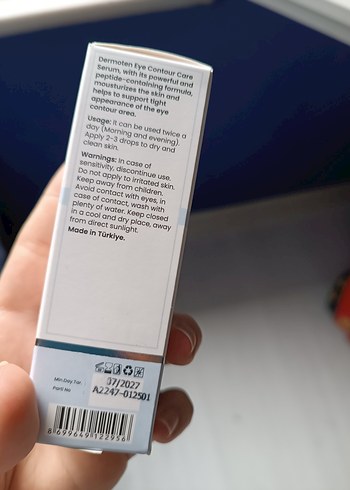 Dermoten Eye Contour Care
Serum, with its powerful and
peptide-containing formula,
mousturizes the skin and
helps to support tight
appearance of the eye
contour area.
Usage: It can be used twice a
day (Morning and evening).
Apply 2-3 drops to dry and
clean skin.
Warnings: In case of
sensitivity, discontinue use.
Do not apply to irritated skin.
Keep away from children.
Avoid contact with eyes, in
case of contact, wash with
plenty of water. Keep closed
in a cool and dry place, away
from direct sunlight.
Made in Türkiye.
07/2027
A2247-012501
8 699649 122956